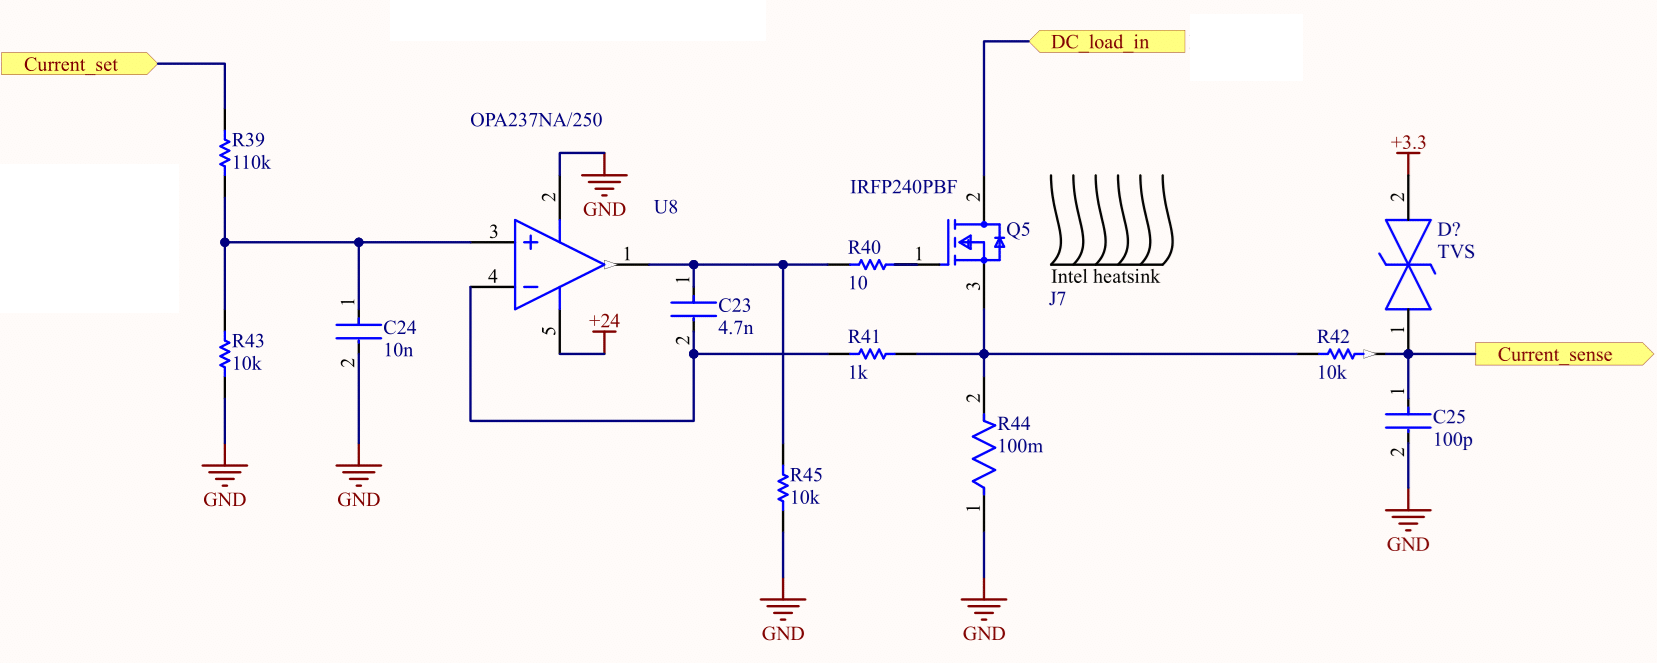 Current_set
DC_load_in
OPA237NA/250
R39
110k
+3.3
2
GND
U8
IRFP240PBF
2
Q5
2
3
1
4
R40
10
1
3
Intel heatsink
J7
D?
TVS
1
C24
10n
2
R43
10k
5
+24
1
C23
4.7n
2
R41
1k
R42
10k
1
Current_sense
2
R44
100m
1
1
C25
100p
2
R45
10k
GND
GND
GND
GND
GND